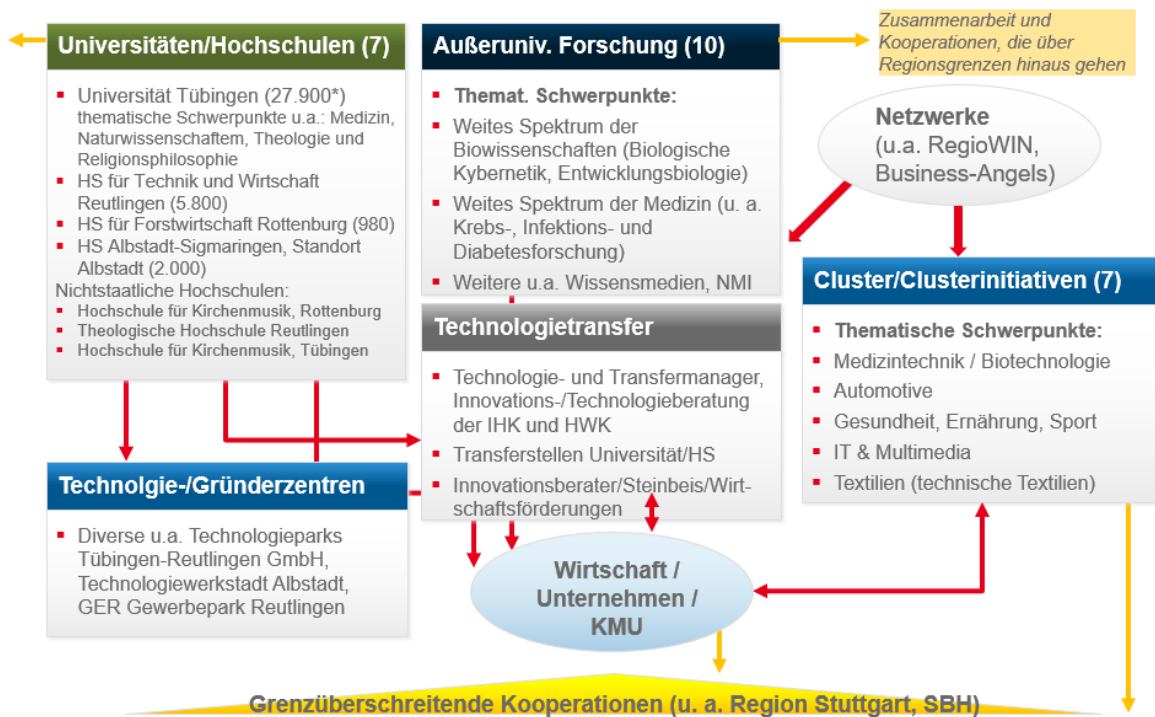 Universitäten/Hochschulen (7)
Universität Tübingen (27.900*)
thematische Schwerpunkte u.a.: Medizin,
Naturwissenschaftem, Theologie und
Religionsphilosophie
HS für Technik und Wirtschaft
Reutlingen (5.800)
HS für Forstwirtschaft Rottenburg (980)
HS Albstadt-Sigmaringen, Standort
Albstadt (2.000)
Nichtstaatliche Hochschulen:
Hochschule für Kirchenmusik, Rottenburg
Theologische Hochschule Reutlingen
Hochschule für Kirchenmusik, Tübingen
Außeruniv. Forschung (10)
Themat. Schwerpunkte:
Weites Spektrum der
Biowissenschaften (Biologische
Kybernetik, Entwicklungsbiologie)
Weites Spektrum der Medizin (u. a.
Krebs-, Infektions- und
Diabetesforschung)
Weitere u.a. Wissensmedien, NMI
Zusammenarbeit und
Kooperationen, die über
Regionsgrenzen hinaus gehen
Netzwerke
(u.a. RegioWIN,
Business-Angels)
Technologietransfer
Technologie- und Transfermanager,
Innovations-/Technologieberatung
der IHK und HWK
Transferstellen Universität/HS
Innovationsberater/Steinbeis/Wirt-
schaftsförderungen
Cluster/Clusterinitiativen (7)
Thematische Schwerpunkte:
Medizintechnik / Biotechnologie
Automotive
Gesundheit, Ernährung, Sport
IT & Multimedia
Textilien (technische Textilien)
Technolgie-/Gründerzentren
Diverse u.a. Technologieparks
Tübingen-Reutlingen GmbH,
Technologiewerkstadt Albstadt,
GER Gewerbepark Reutlingen
Wirtschaft /
Unternehmen /
KMU
Grenzüberschreitende Kooperationen (u. a. Region Stuttgart, SBH)